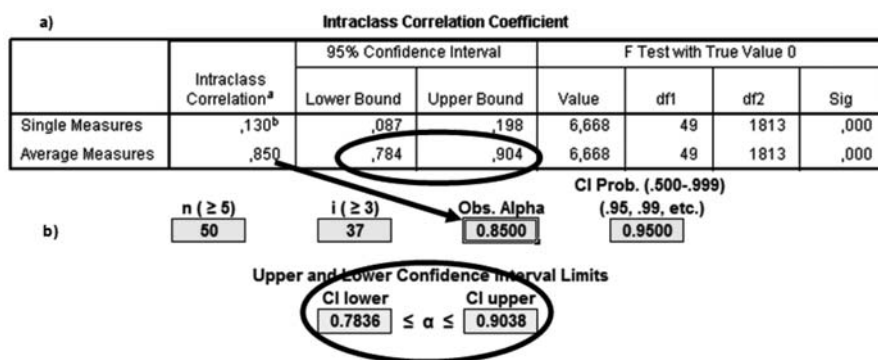 a) Intraclass Correlation Coefficient
95% Confidence Interval F Test with True Value 0
Intraclass
Correlationᵃ Lower Bound Upper Bound Value df1 df2 Sig
Single Measures ,130ᵇ ,087 ,198 6,668 49 1813 ,000
Average Measures ,850 ,784 ,904 6,668 49 1813 ,000
CI Prob. (.500-.999)
n ( ≥ 5) i ( ≥ 3) Obs. Alpha (.95, .99, etc.)
b) 50 37 0.8500 0.9500
Upper and Lower Confidence Interval Limits
CI lower CI upper
0.7836 ≤ α ≤ 0.9038